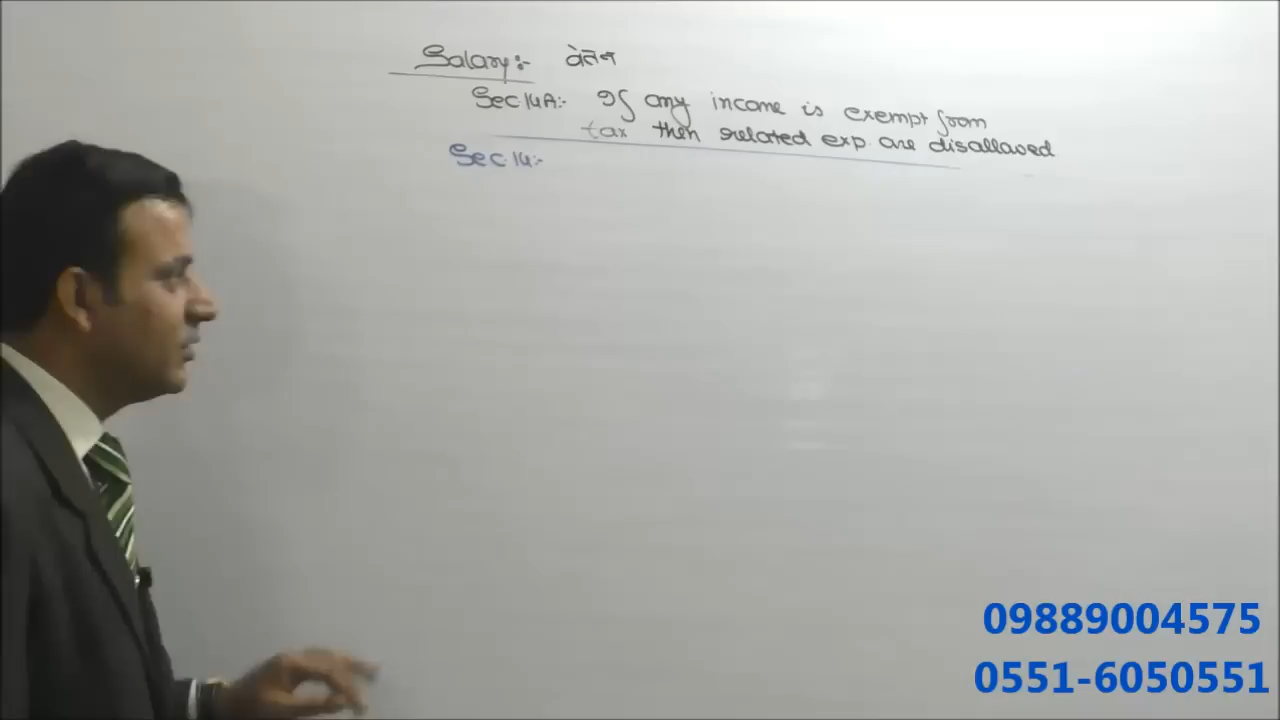 Salary:- वेतन
Sec 14A:- If any income is exempt from
tax then related exp. are disallowed
Sec.14:-
09889004575
0551-6050551